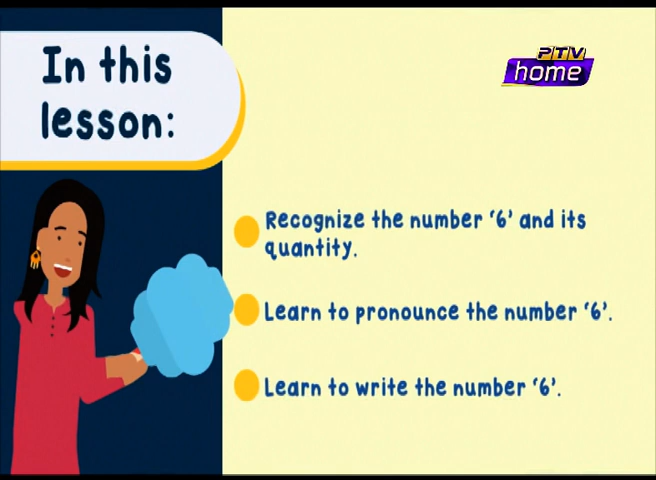 In this
lesson:
PTV
home
Recognize the number ‘6’ and its
quantity.
Learn to pronounce the number ‘6’.
Learn to write the number ‘6’.